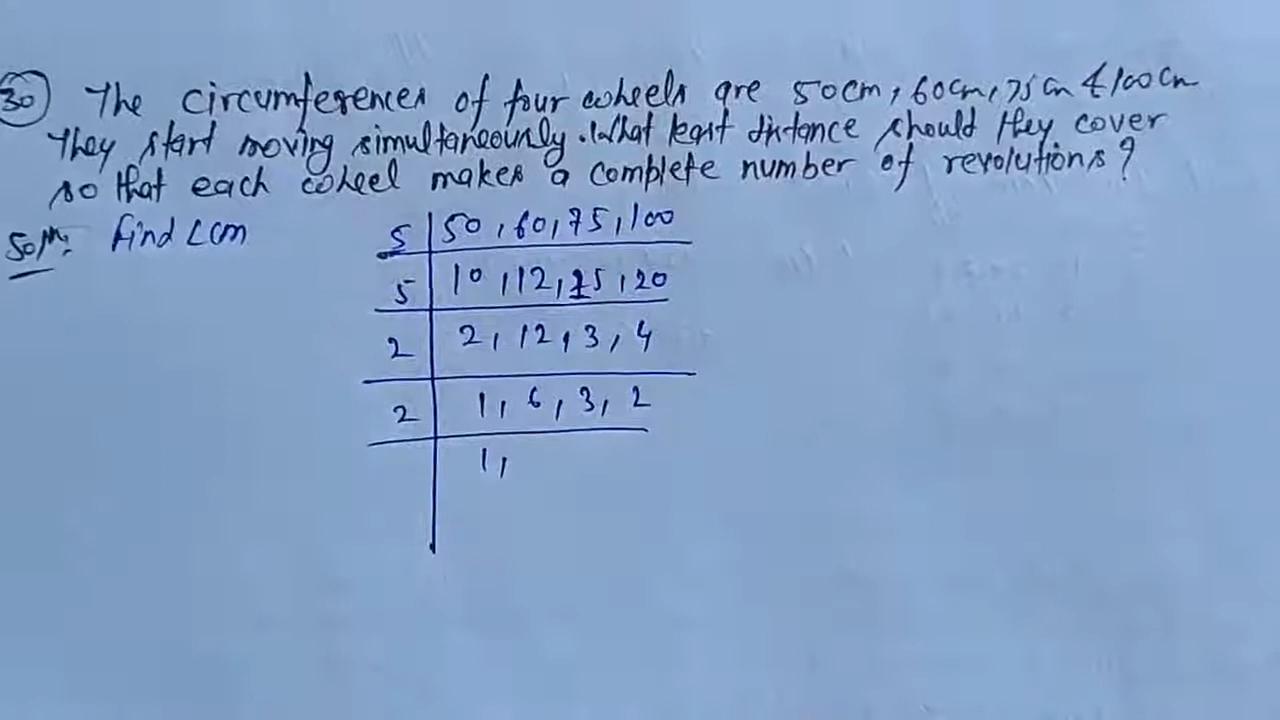 30 The circumferences of four wheels are 50cm, 60cm, 75cm & 100cm
They start moving simultaneously. What least distance should they cover
so that each wheel makes a complete number of revolutions?
Soln: find LCM
5 | 50, 60, 75, 100
5 | 10, 12, 15, 20
2 | 2, 12, 3, 4
2 | 1, 6, 3, 2
1,